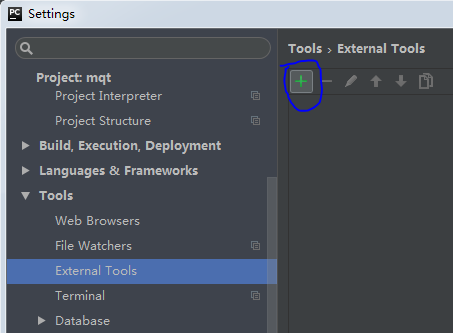 PC Settings
Tools › External Tools
Project: mqt
Project Interpreter
Project Structure
Build, Execution, Deployment
Languages & Frameworks
Tools
Web Browsers
File Watchers
External Tools
Terminal
Database